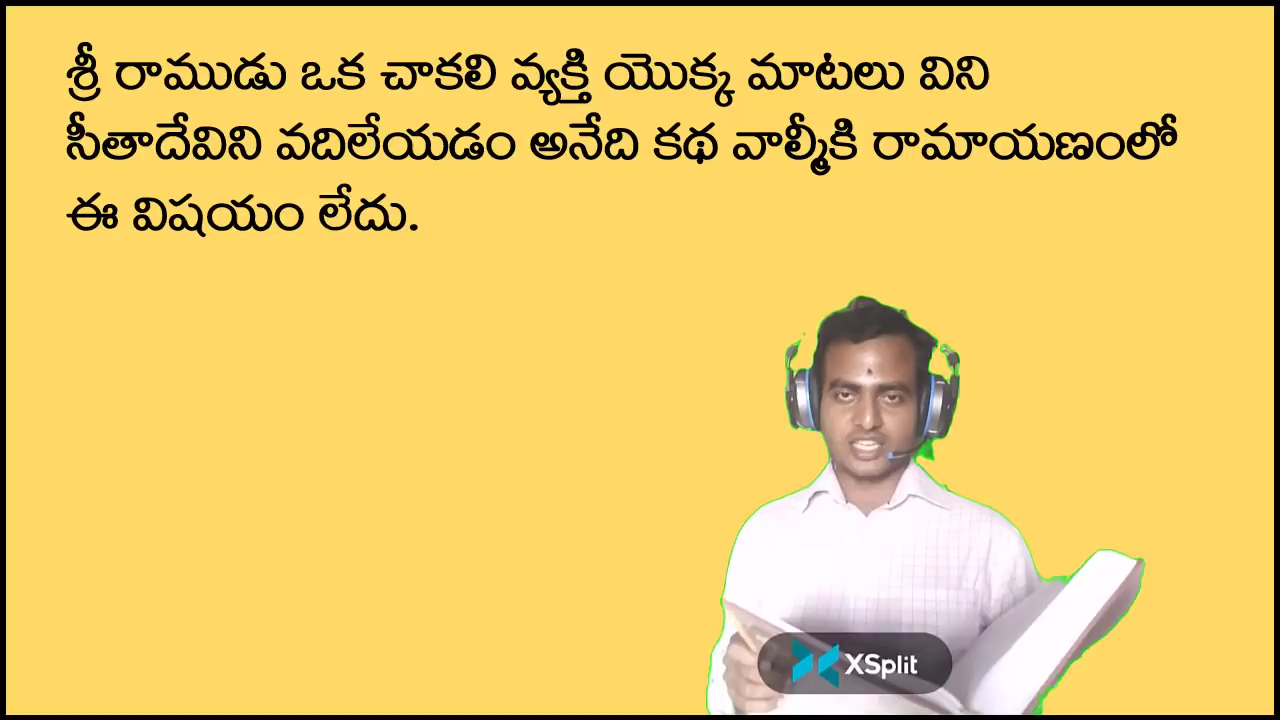 శ్రీ రాముడు ఒక చాకలి వ్యక్తి యొక్క మాటలు విని
సీతాదేవిని వదిలేయడం అనేది కథ వాల్మీకి రామాయణంలో
ఈ విషయం లేదు.
XSplit